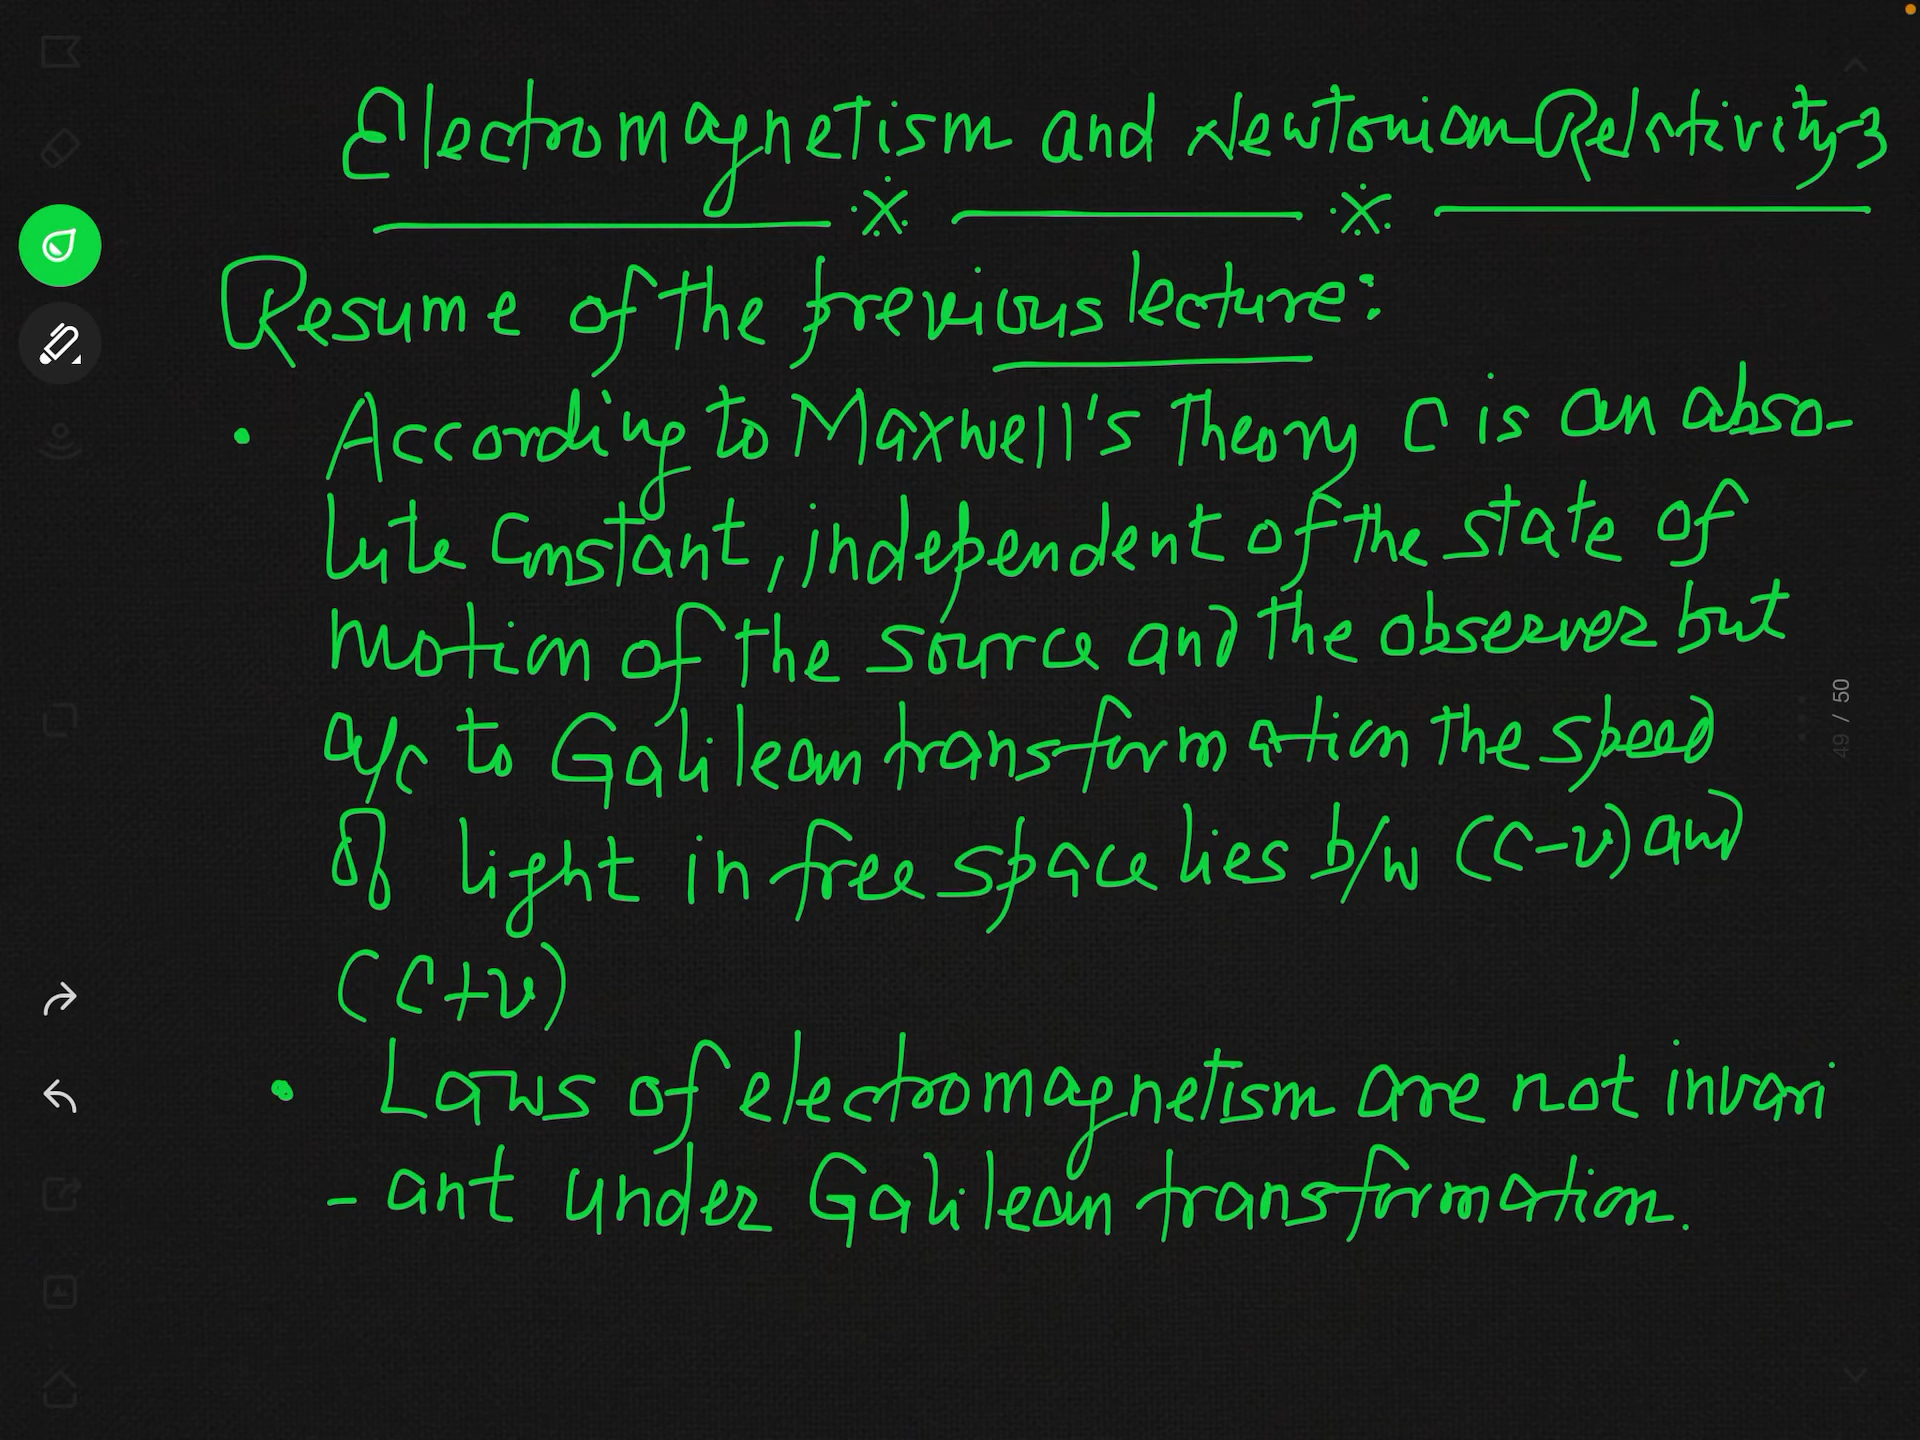 Electromagnetism and Newtonian Relativity-3
Resume of the previous lecture:
• According to Maxwell's Theory C is an abso-
lute Constant, independent of the state of
motion of the source and the observer but
a/c to Galilean transformation the speed
of light in free space lies b/w (C-v) and
(C+v)
• Laws of electromagnetism are not invari
- ant under Galilean transformation.
49 / 50